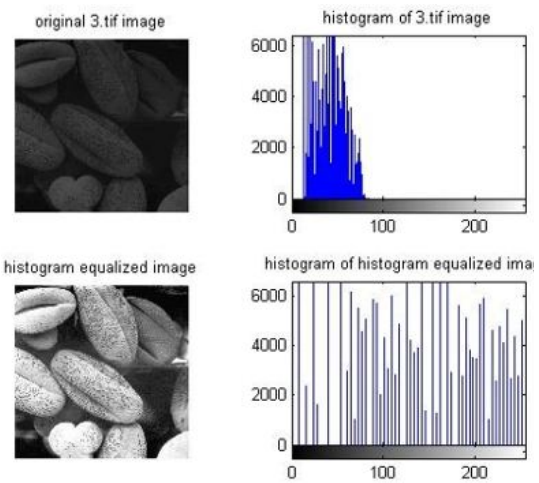 original 3.tif image
histogram of 3.tif image
6000
4000
2000
0
0 100 200
histogram equalized image
histogram of histogram equalized ima
6000
4000
2000
0
0 100 200